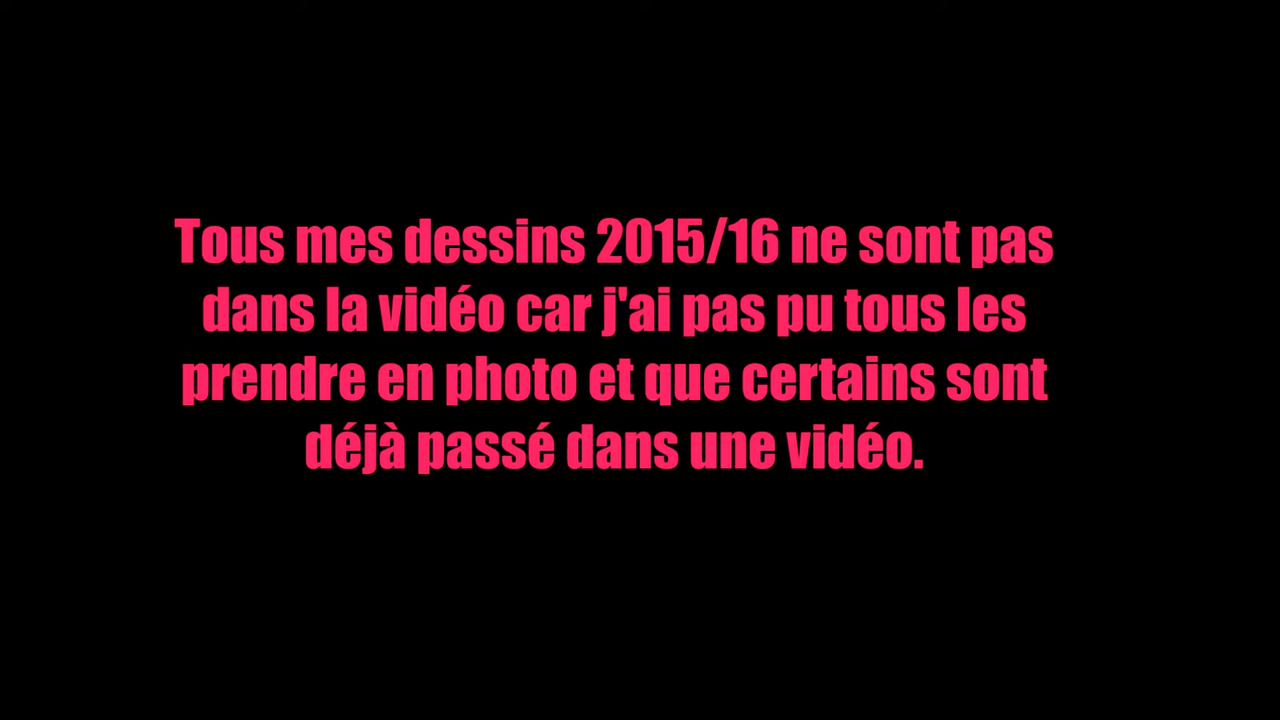 Tous mes dessins 2015/16 ne sont pas
dans la vidéo car j'ai pas pu tous les
prendre en photo et que certains sont
déjà passé dans une vidéo.